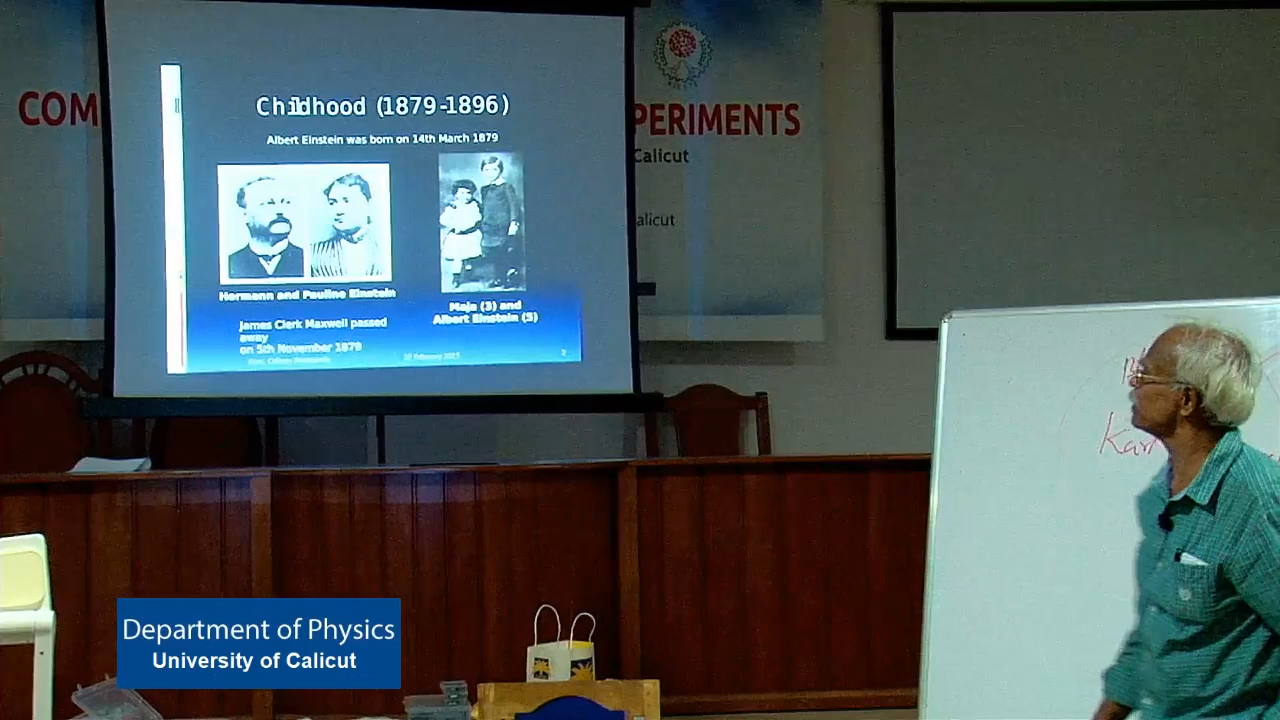 COM
PERIMENTS
Calicut
alicut
Childhood (1879-1896)
Albert Einstein was born on 14th March 1879
Hermann and Pauline Einstein
Maja (3) and
Albert Einstein (5)
James Clerk Maxwell passed
away
on 5th November 1879
2
Kar
Department of Physics
University of Calicut